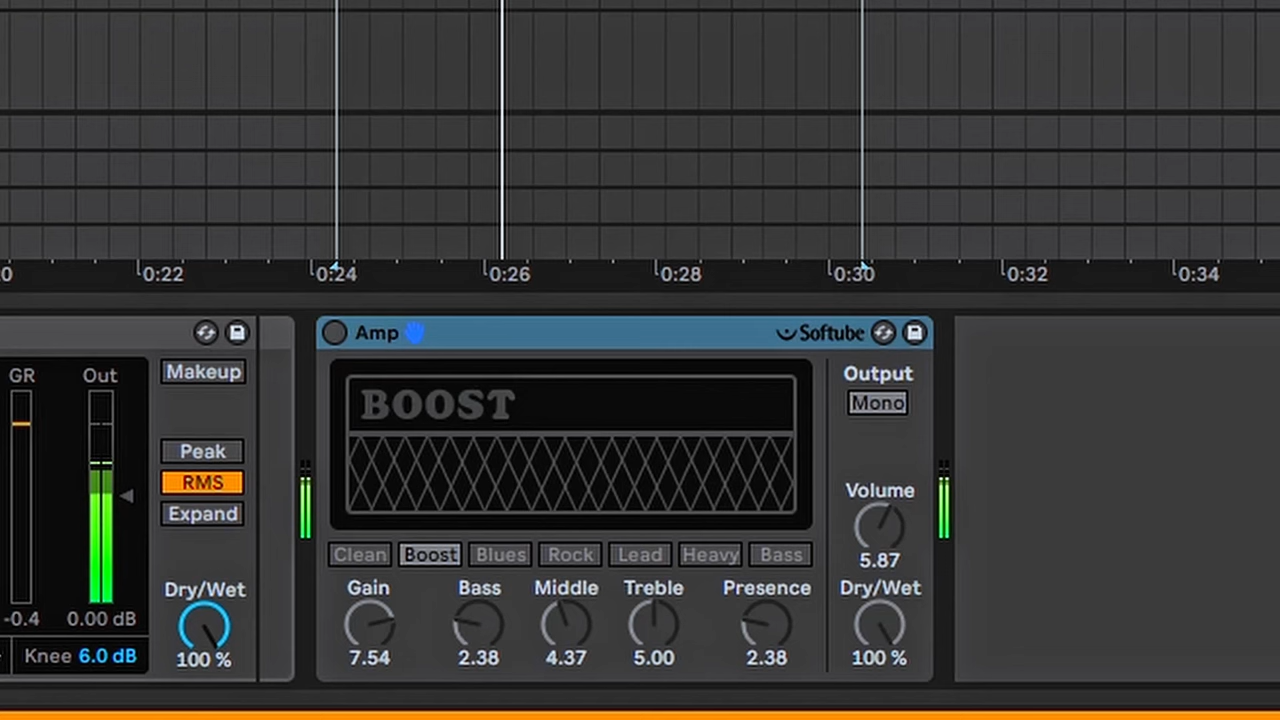 0:22 0:24 0:26 0:28 0:30 0:32 0:34
Amp Softube
GR Out Makeup
Peak
RMS
Expand
Dry/Wet
-0.4 0.00 dB
Knee 6.0 dB 100 %
BOOST
Output
Mono
Volume
5.87
Clean Boost Blues Rock Lead Heavy Bass
Gain Bass Middle Treble Presence Dry/Wet
7.54 2.38 4.37 5.00 2.38 100 %